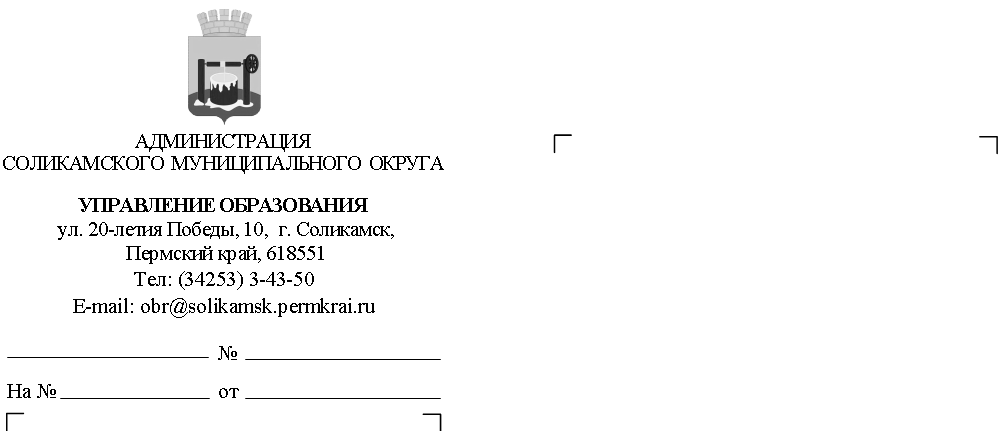 АДМИНИСТРАЦИЯ
СОЛИКАМСКОГО МУНИЦИПАЛЬНОГО ОКРУГА
УПРАВЛЕНИЕ ОБРАЗОВАНИЯ
ул. 20-летия Победы, 10, г. Соликамск,
Пермский край, 618551
Тел: (34253) 3-43-50
E-mail: obr@solikamsk.permkrai.ru
№
На № от